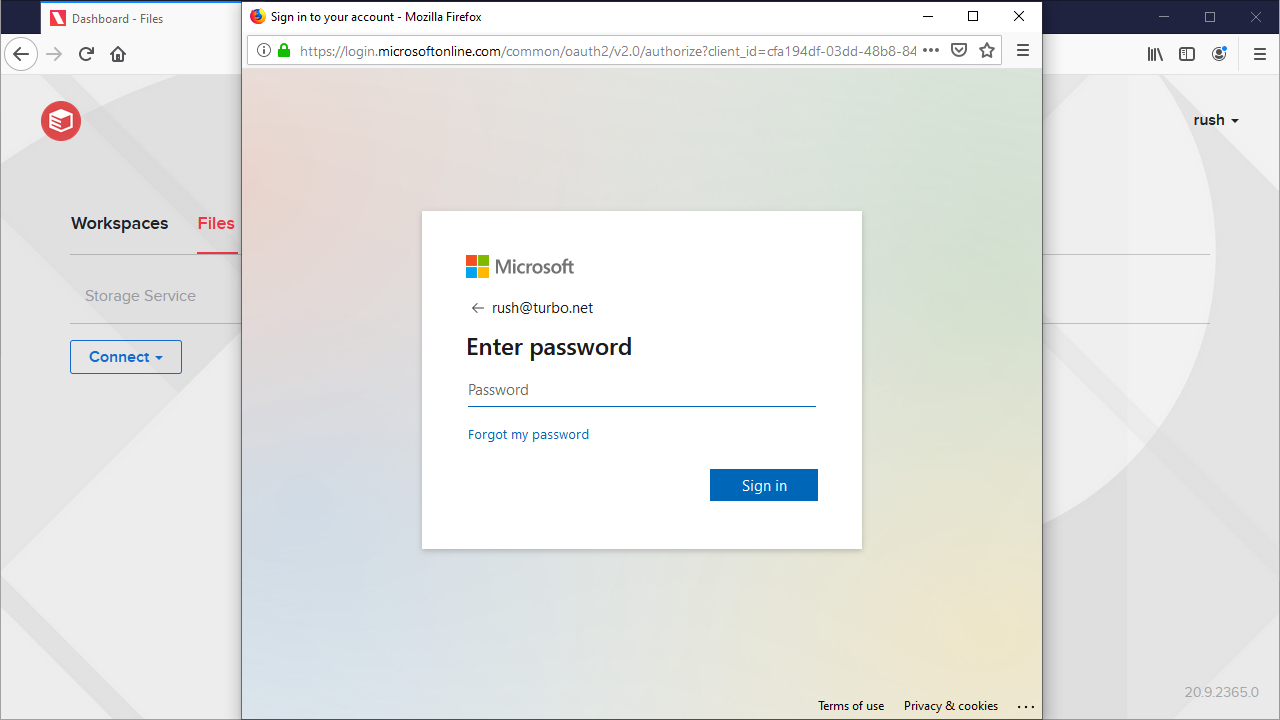 Dashboard - Files
Sign in to your account - Mozilla Firefox
https://login.microsoftonline.com/common/oauth2/v2.0/authorize?client_id=cfa194df-03dd-48b8-84
rush
Workspaces Files
Storage Service
Connect
Microsoft
rush@turbo.net
Enter password
Password
Forgot my password
Sign in
20.9.2365.0
Terms of use Privacy & cookies ...